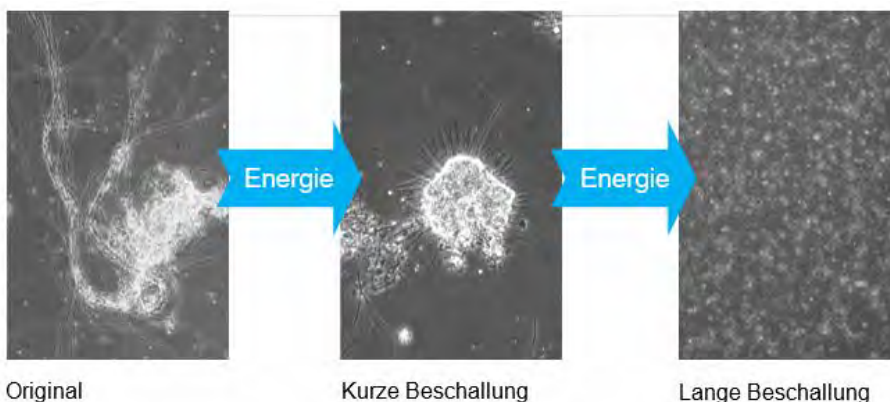 Energie
Energie
Original
Kurze Beschallung
Lange Beschallung